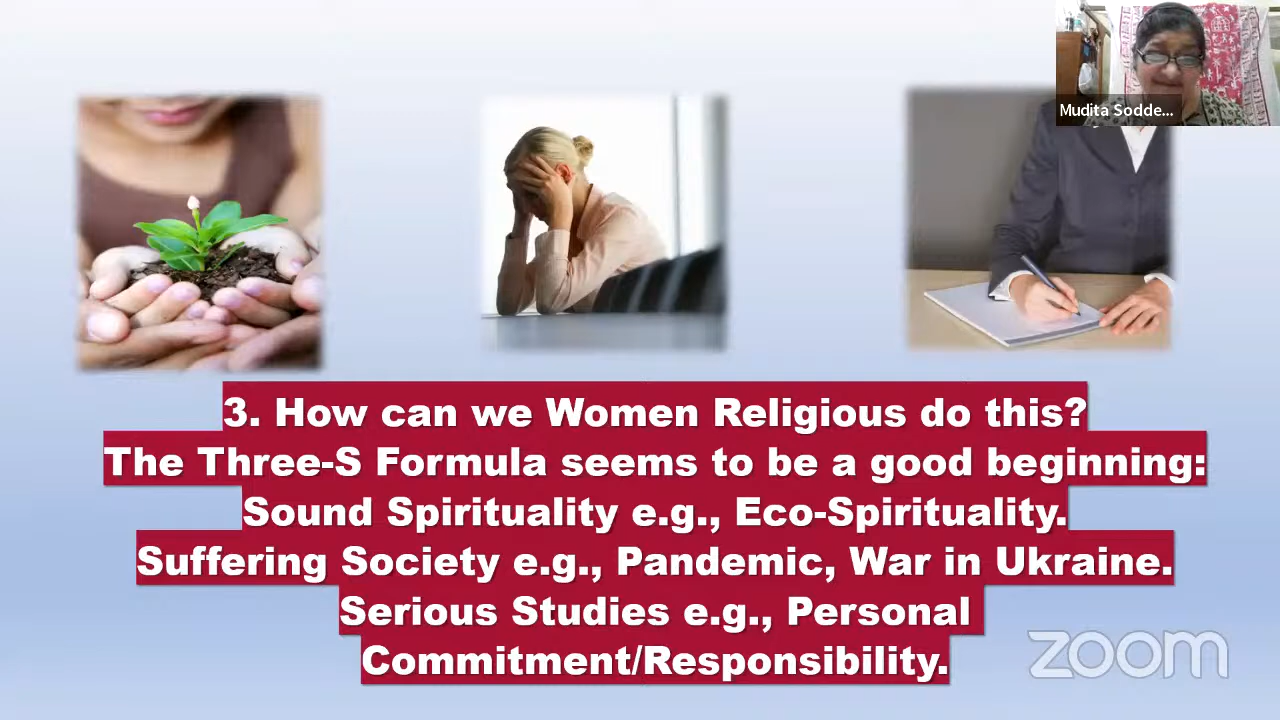 Mudita Sodde...
3. How can we Women Religious do this?
The Three-S Formula seems to be a good beginning:
Sound Spirituality e.g., Eco-Spirituality.
Suffering Society e.g., Pandemic, War in Ukraine.
Serious Studies e.g., Personal
Commitment/Responsibility.
zoom